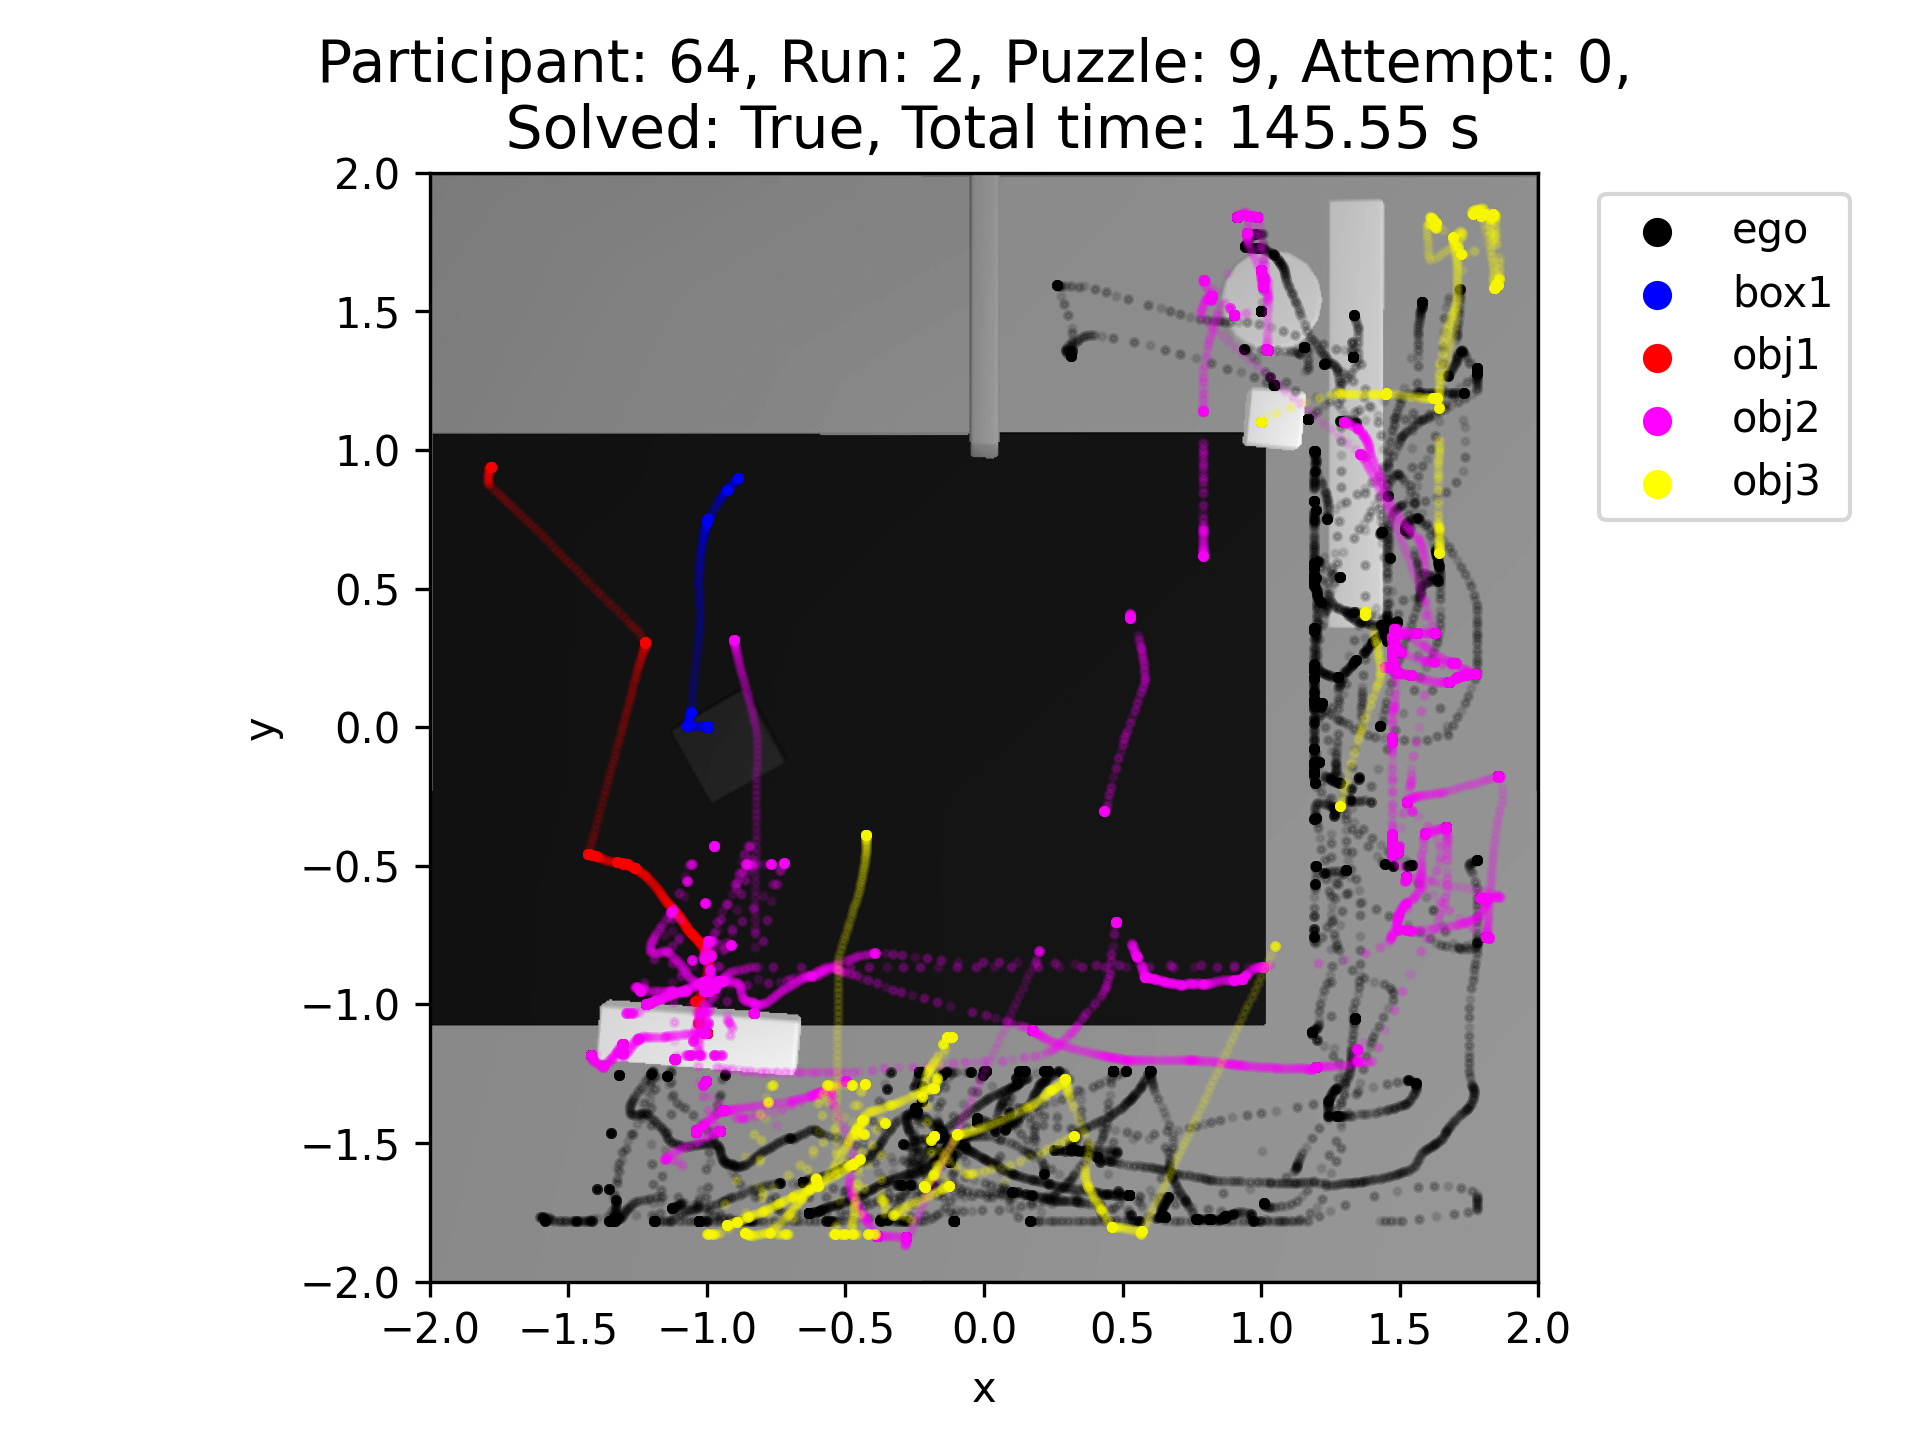 Participant: 64, Run: 2, Puzzle: 9, Attempt: 0,
Solved: True, Total time: 145.55 s
2.0
1.5
1.0
0.5
0.0
−0.5
−1.0
−1.5
−2.0
y
−2.0 −1.5 −1.0 −0.5 0.0 0.5 1.0 1.5 2.0
x
ego
box1
obj1
obj2
obj3